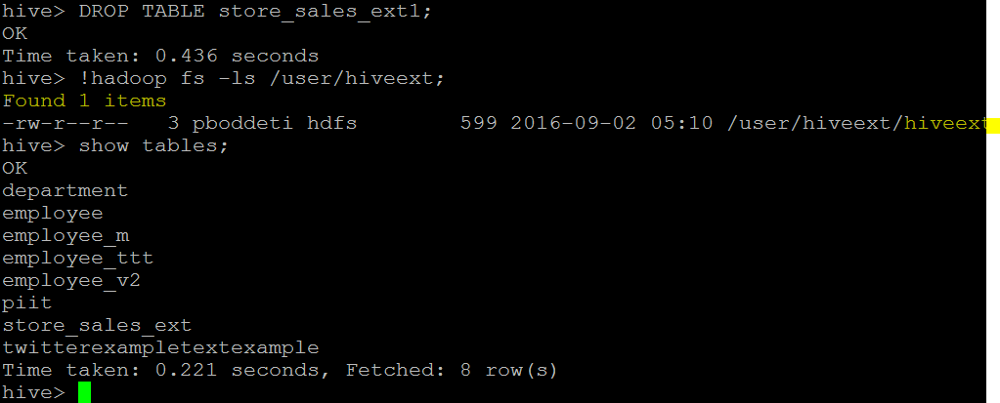 hive> DROP TABLE store_sales_ext1;
OK
Time taken: 0.436 seconds
hive> !hadoop fs -ls /user/hiveext;
Found 1 items
-rw-r--r--   3 pboddeti hdfs         599 2016-09-02 05:10 /user/hiveext/hiveext
hive> show tables;
OK
department
employee
employee_m
employee_ttt
employee_v2
piit
store_sales_ext
twitterexampletextexample
Time taken: 0.221 seconds, Fetched: 8 row(s)
hive>